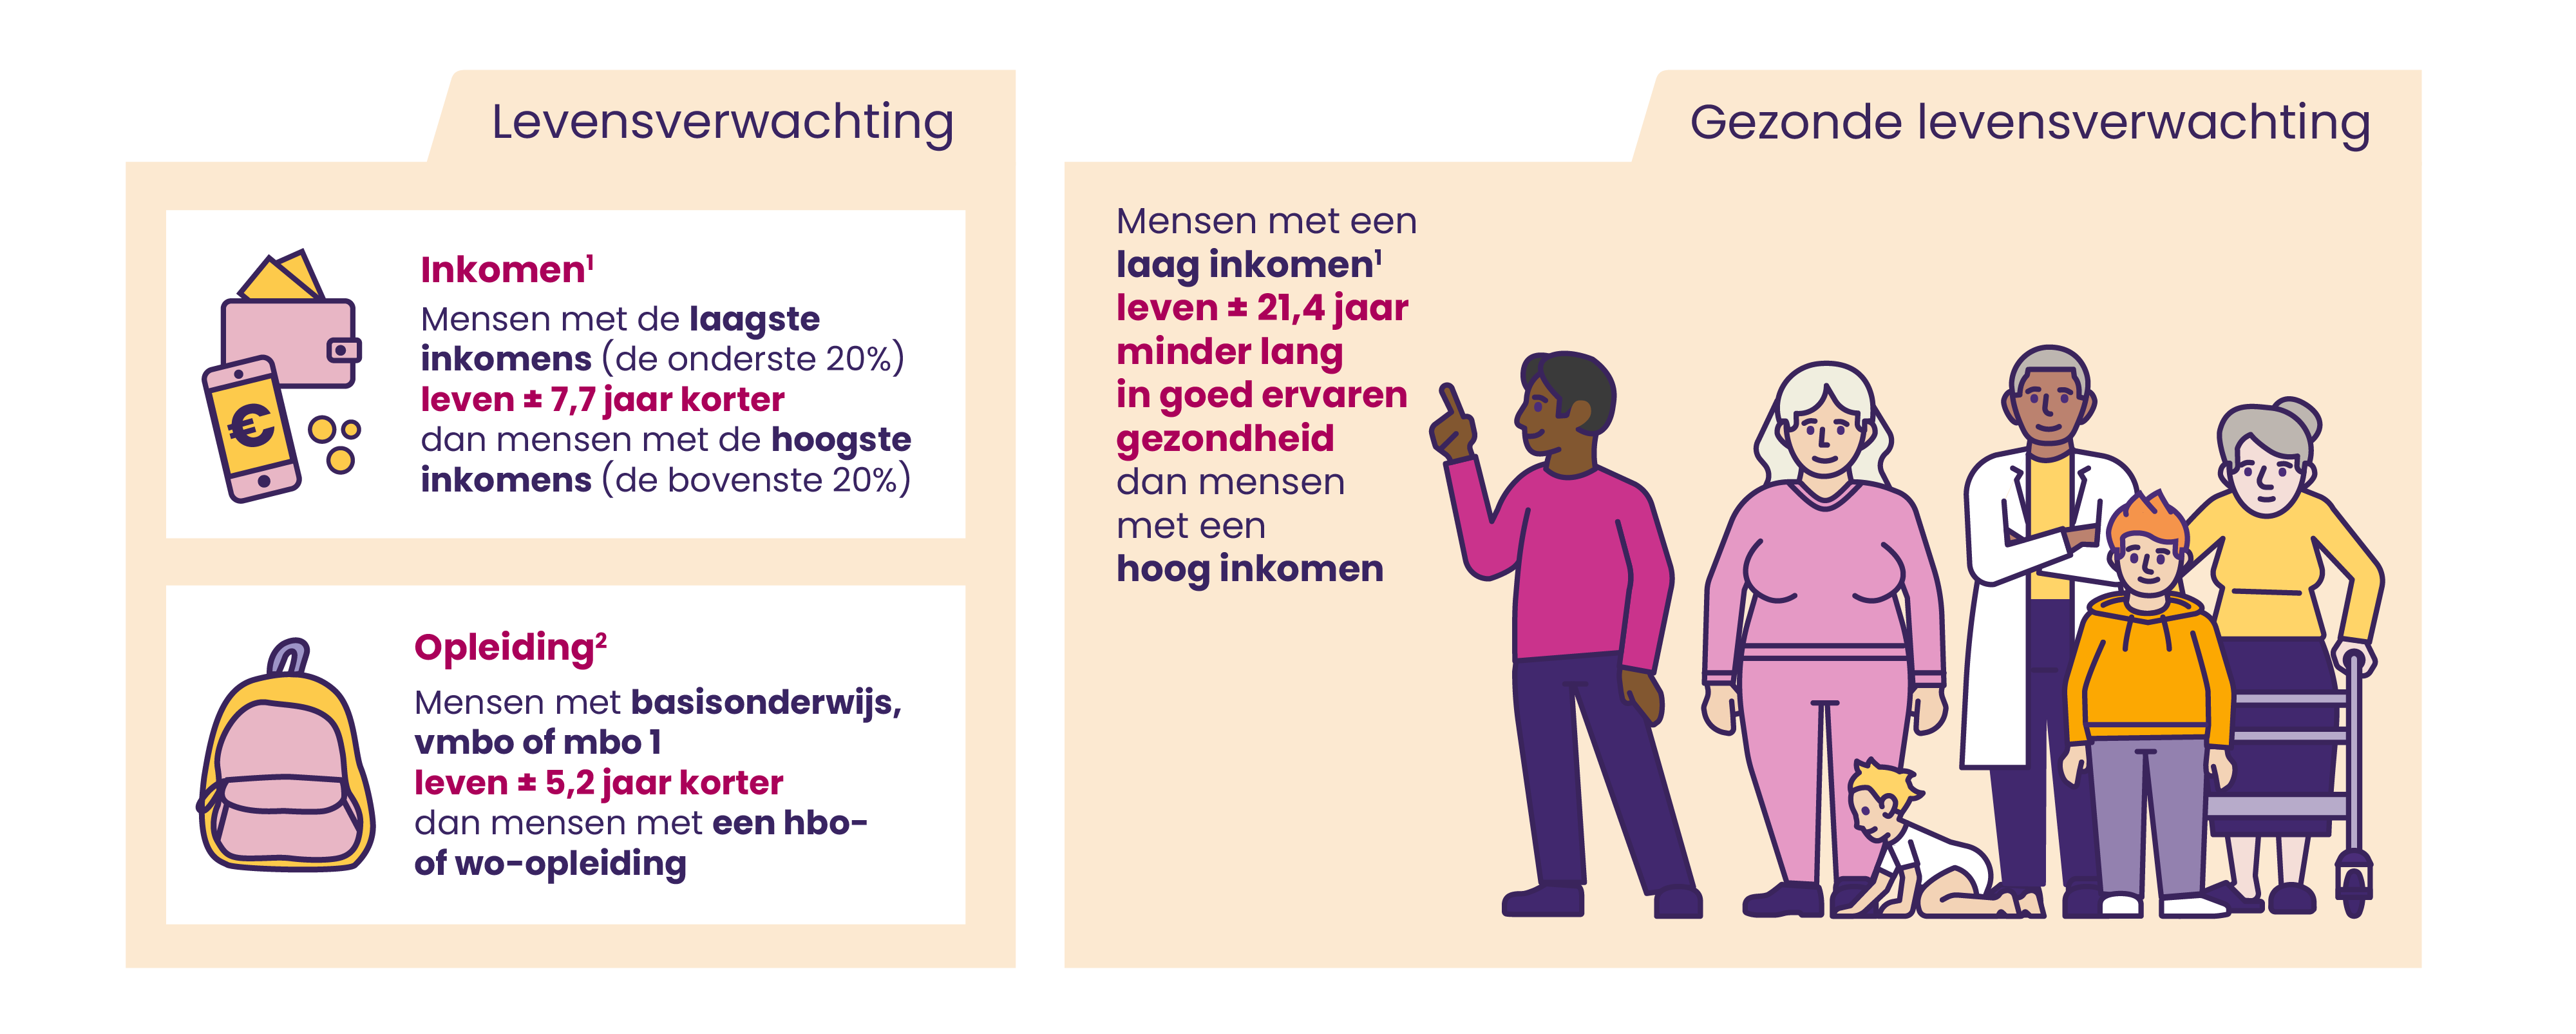 Levensverwachting
Inkomen¹
Mensen met de laagste
inkomens (de onderste 20%)
leven ± 7,7 jaar korter
dan mensen met de hoogste
inkomens (de bovenste 20%)
€
Opleiding²
Mensen met basisonderwijs,
vmbo of mbo 1
leven ± 5,2 jaar korter
dan mensen met een hbo-
of wo-opleiding
Gezonde levensverwachting
Mensen met een
laag inkomen¹
leven ± 21,4 jaar
minder lang
in goed ervaren
gezondheid
dan mensen
met een
hoog inkomen